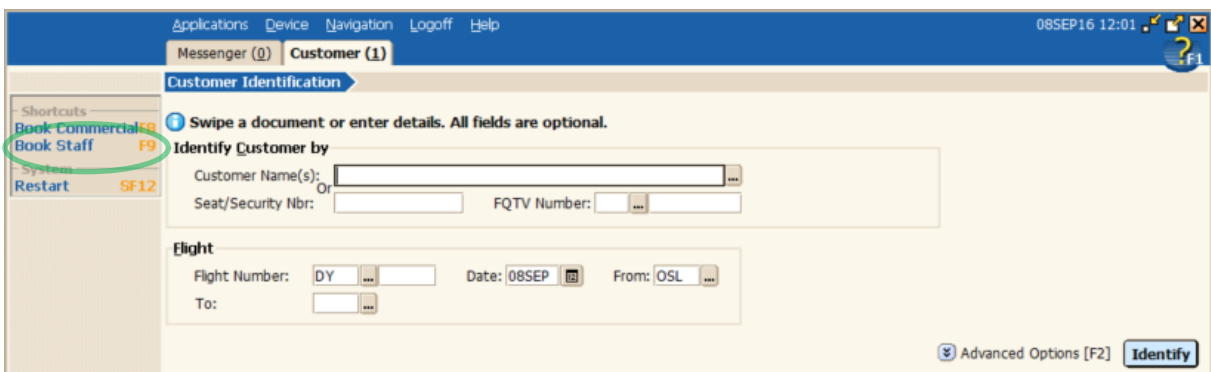 Applications Device Navigation Logoff Help 08SEP16 12:01
Messenger (0) Customer (1)
?F1
Customer Identification
Shortcuts
Book Commercial F8
Book Staff F9
System
Restart SF12
Swipe a document or enter details. All fields are optional.
Identify Customer by
Customer Name(s): ...
Or
Seat/Security Nbr: FQTV Number: ...
Flight
Flight Number: DY ... Date: 08SEP From: OSL ...
To: ...
Advanced Options [F2] Identify